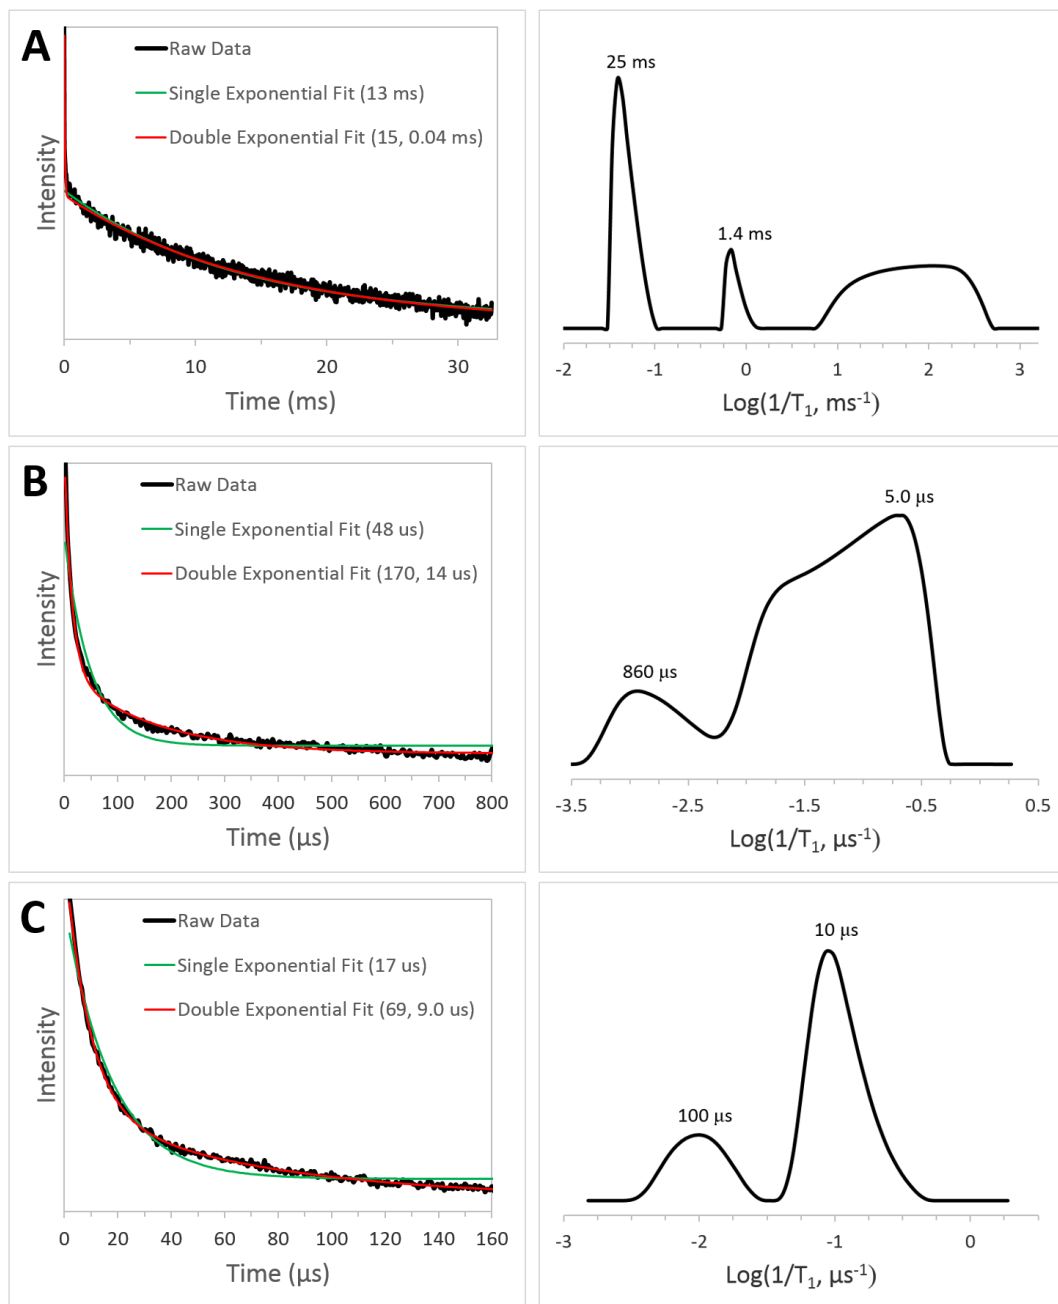 A
Raw Data
Single Exponential Fit (13 ms)
Double Exponential Fit (15, 0.04 ms)
Intensity
0 10 20 30
Time (ms)
25 ms
1.4 ms
-2 -1 0 1 2 3
Log(1/T1, ms-1)
B
Raw Data
Single Exponential Fit (48 us)
Double Exponential Fit (170, 14 us)
Intensity
0 100 200 300 400 500 600 700 800
Time (µs)
5.0 µs
860 µs
-3.5 -2.5 -1.5 -0.5 0.5
Log(1/T1, µs-1)
C
Raw Data
Single Exponential Fit (17 us)
Double Exponential Fit (69, 9.0 us)
Intensity
0 20 40 60 80 100 120 140 160
Time (µs)
10 µs
100 µs
-3 -2 -1 0
Log(1/T1, µs-1)